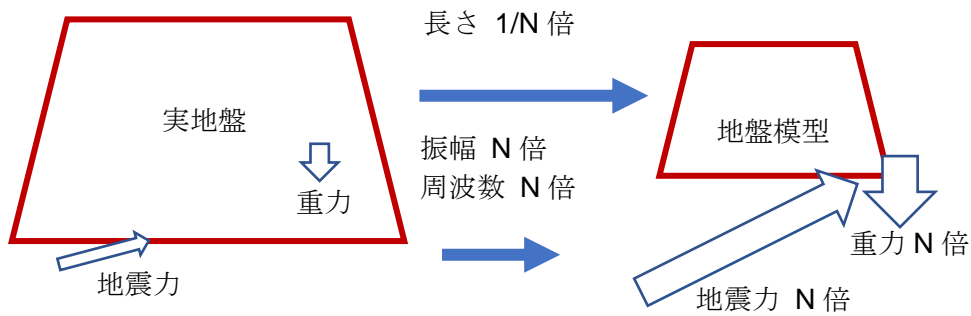 長さ 1/N 倍
実地盤
地盤模型
振幅 N 倍
周波数 N 倍
重力
重力 N 倍
地震力
地震力 N 倍